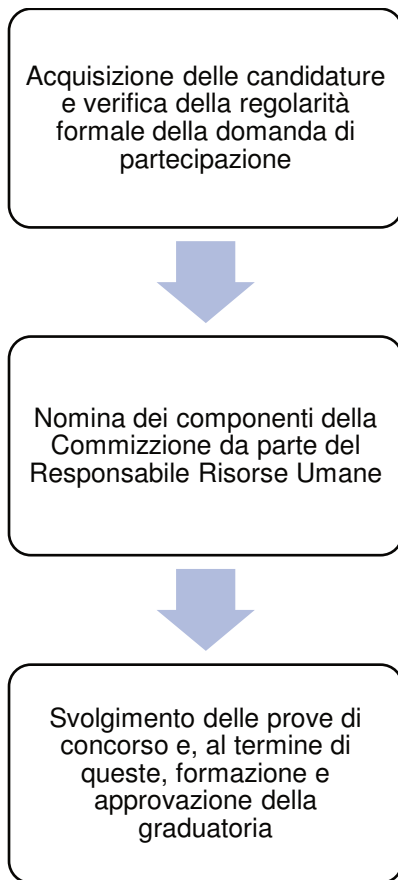 Acquisizione delle candidature
e verifica della regolarità
formale della domanda di
partecipazione
Nomina dei componenti della
Commizzione da parte del
Responsabile Risorse Umane
Svolgimento delle prove di
concorso e, al termine di
queste, formazione e
approvazione della
graduatoria